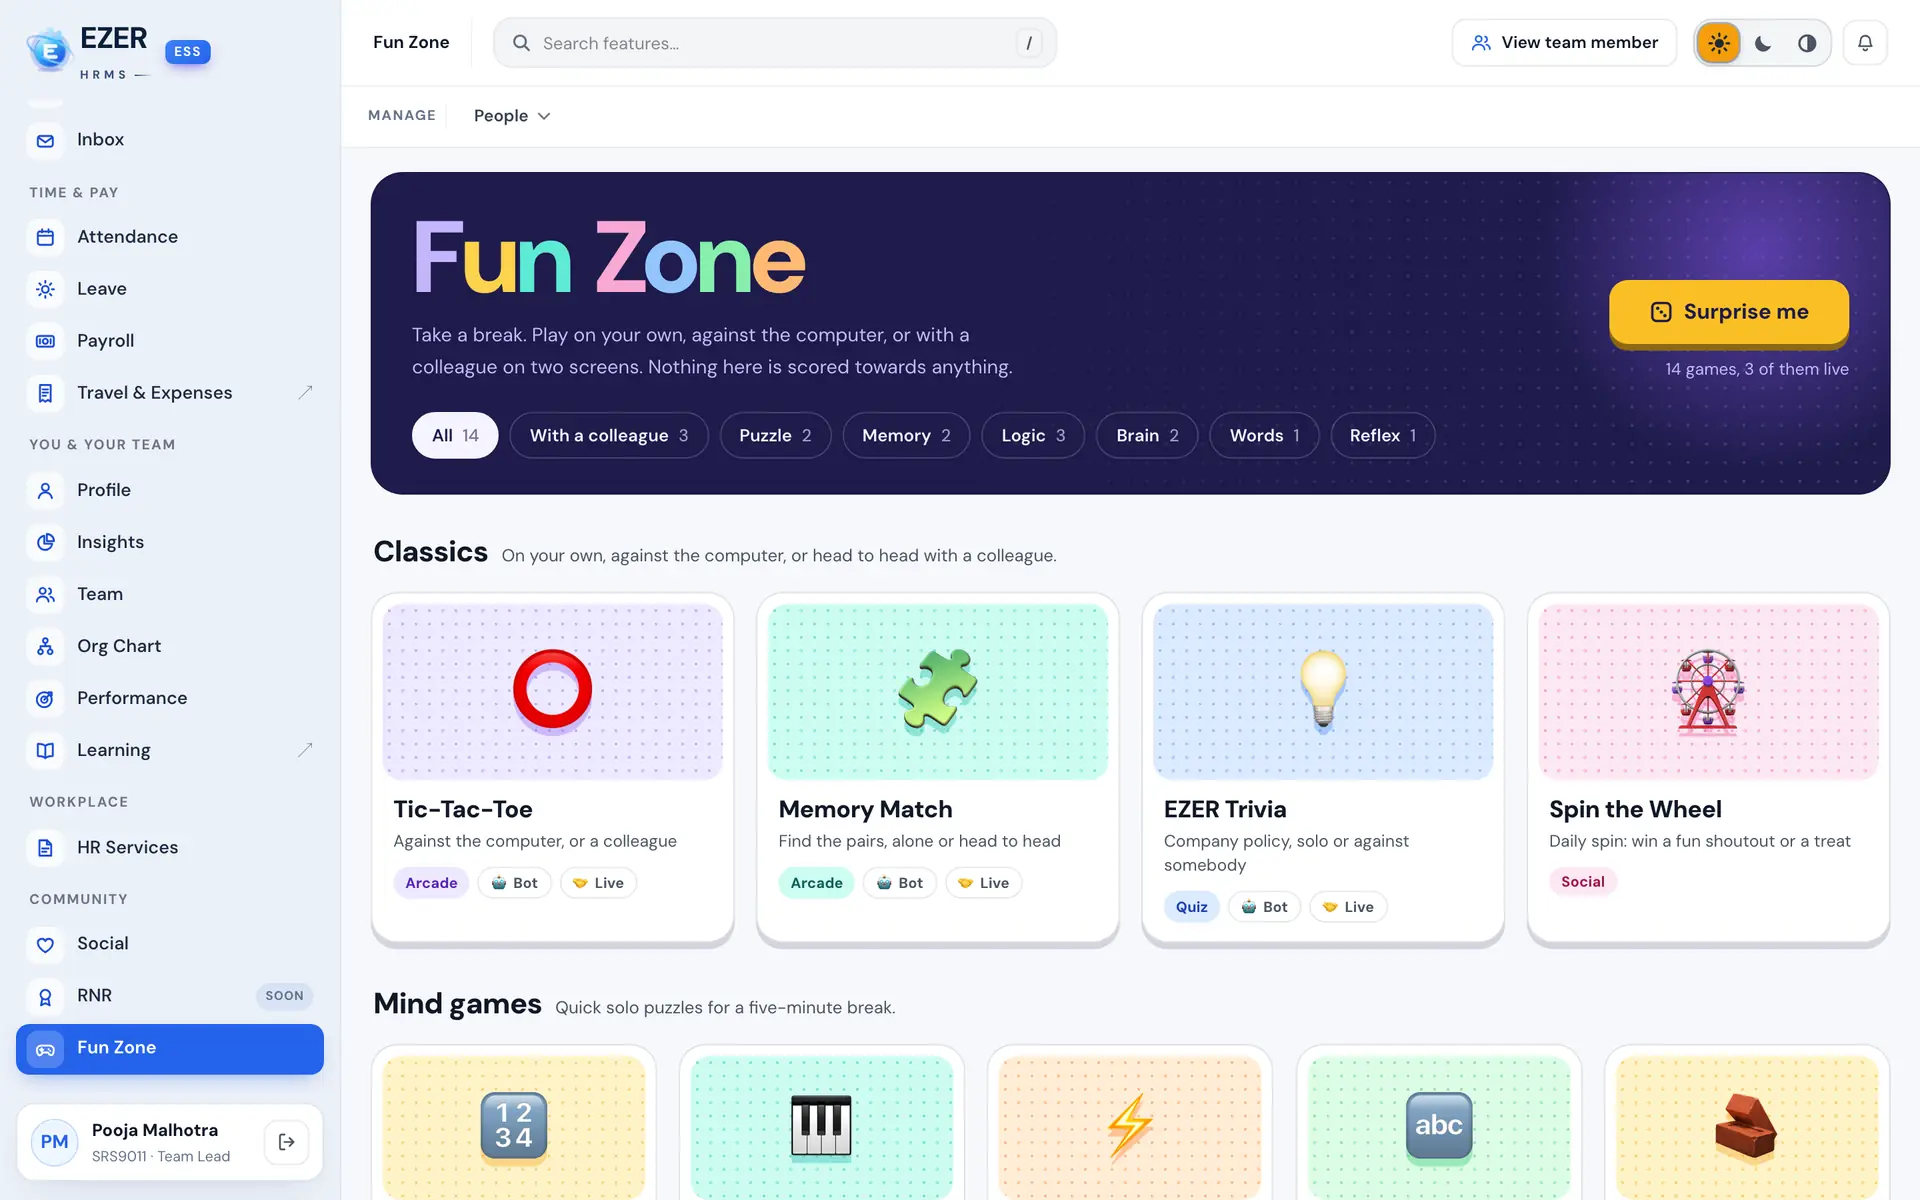 EZER
HRMS
ESS
Inbox
TIME & PAY
Attendance
Leave
Payroll
Travel & Expenses
YOU & YOUR TEAM
Profile
Insights
Team
Org Chart
Performance
Learning
WORKPLACE
HR Services
COMMUNITY
Social
RNR SOON
Fun Zone
PM
Pooja Malhotra
SRS9011 · Team Lead
Fun Zone
Search features...
/
View team member
MANAGE
People
Fun Zone
Take a break. Play on your own, against the computer, or with a
colleague on two screens. Nothing here is scored towards anything.
Surprise me
14 games, 3 of them live
All 14
With a colleague 3
Puzzle 2
Memory 2
Logic 3
Brain 2
Words 1
Reflex 1
Classics On your own, against the computer, or head to head with a colleague.
Tic-Tac-Toe
Against the computer, or a colleague
Arcade Bot Live
Memory Match
Find the pairs, alone or head to head
Arcade Bot Live
EZER Trivia
Company policy, solo or against
somebody
Quiz Bot Live
Spin the Wheel
Daily spin: win a fun shoutout or a treat
Social
Mind games Quick solo puzzles for a five-minute break.
12
34
abc